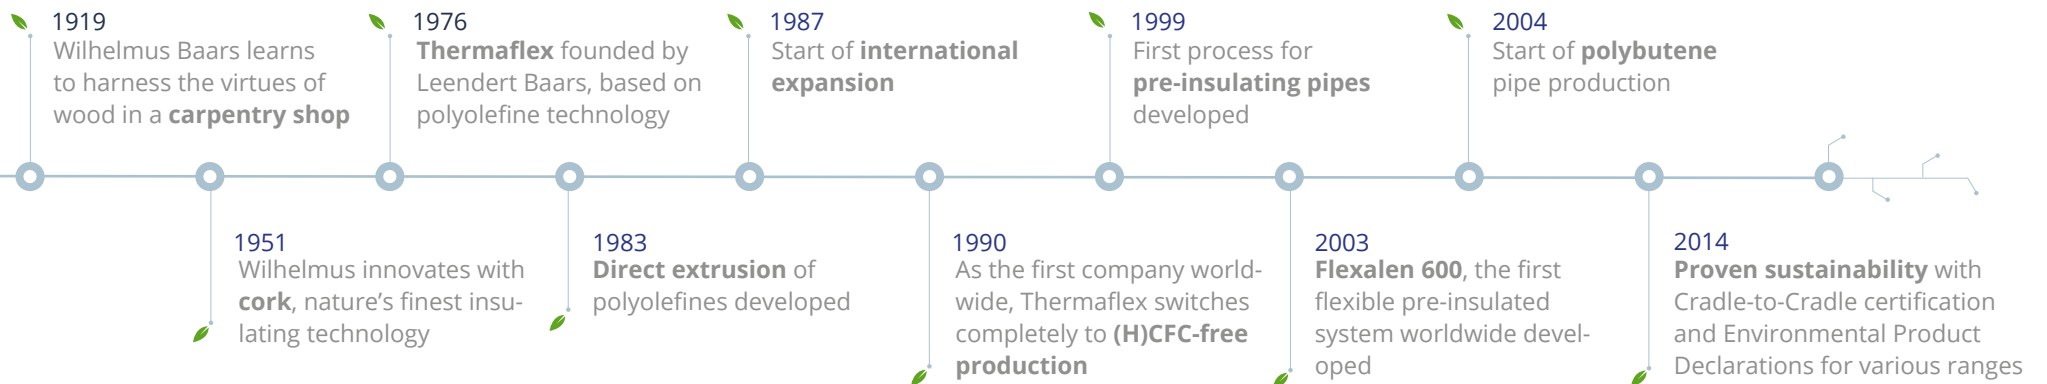 1919
Wilhelmus Baars learns
to harness the virtues of
wood in a carpentry shop
1976
Thermaflex founded by
Leendert Baars, based on
polyolefine technology
1987
Start of international
expansion
1999
First process for
pre-insulating pipes
developed
2004
Start of polybutene
pipe production
1951
Wilhelmus innovates with
cork, nature’s finest insu-
lating technology
1983
Direct extrusion of
polyolefines developed
1990
As the first company world-
wide, Thermaflex switches
completely to (H)CFC-free
production
2003
Flexalen 600, the first
flexible pre-insulated
system worldwide devel-
oped
2014
Proven sustainability with
Cradle-to-Cradle certification
and Environmental Product
Declarations for various ranges